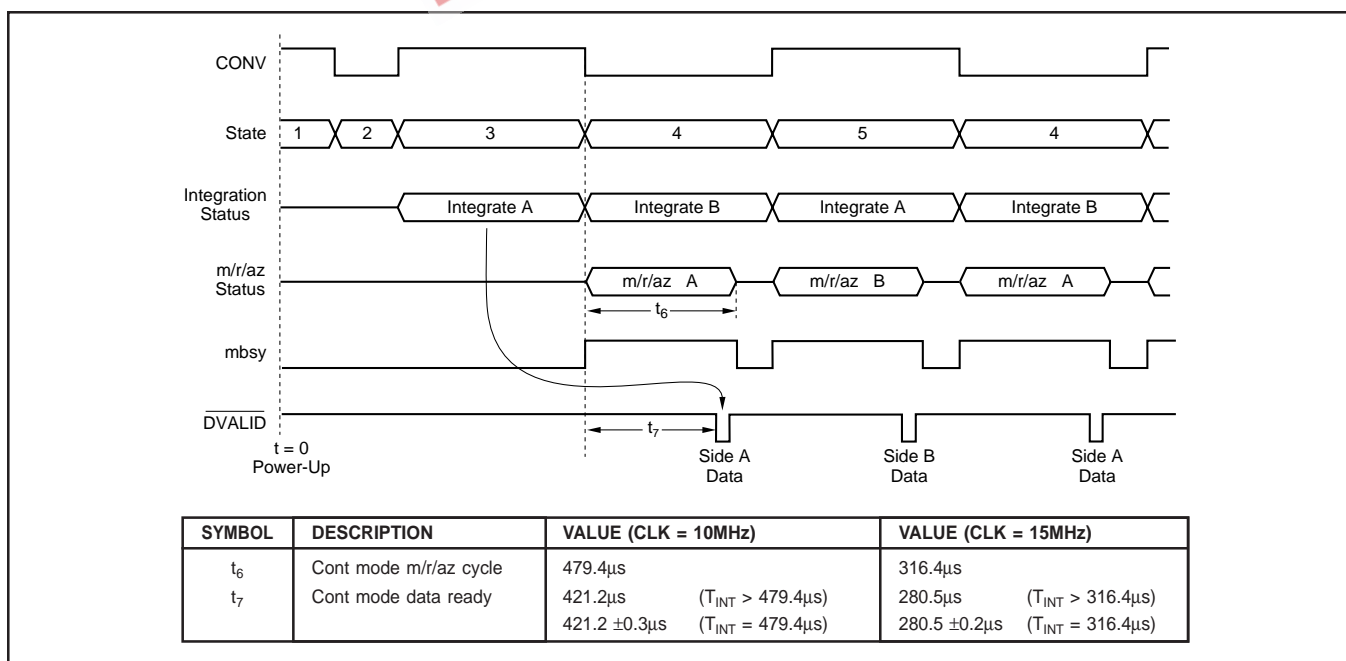 CONV
State 1 2 3 4 5 4
Integration
Status
Integrate A Integrate B Integrate A Integrate B
m/r/az
Status
m/r/az A m/r/az B m/r/az A
t6
mbsy
DVALID
t7
t = 0
Power-Up
Side A
Data
Side B
Data
Side A
Data
SYMBOL DESCRIPTION VALUE (CLK = 10MHz) VALUE (CLK = 15MHz)
t6 Cont mode m/r/az cycle 479.4µs 316.4µs
t7 Cont mode data ready 421.2µs (TINT > 479.4µs) 280.5µs (TINT > 316.4µs)
421.2 ±0.3µs (TINT = 479.4µs) 280.5 ±0.2µs (TINT = 316.4µs)